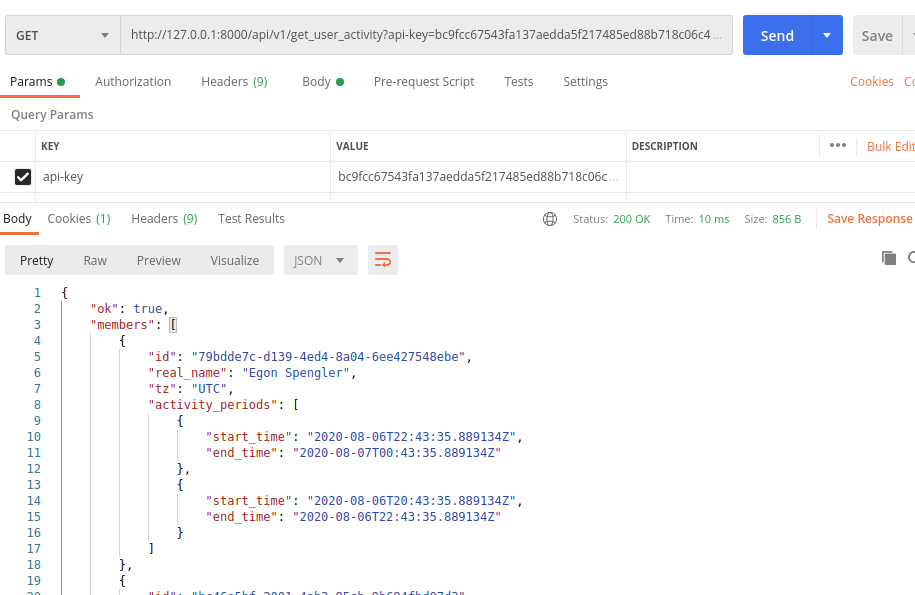 GET http://127.0.0.1:8000/api/v1/get_user_activity?api-key=bc9fcc67543fa137aedda5f217485ed88b718c06c4 ... Send Save
Params Authorization Headers (9) Body Pre-request Script Tests Settings Cookies
Query Params
KEY VALUE DESCRIPTION ••• Bulk Edit
api-key bc9fcc67543fa137aedda5f217485ed88b718c06c ...
Body Cookies (1) Headers (9) Test Results Status: 200 OK Time: 10 ms Size: 856 B Save Response
Pretty Raw Preview Visualize JSON
1 {
2 "ok": true,
3 "members": [
4 {
5 "id": "79bdde7c-d139-4ed4-8a04-6ee427548ebe",
6 "real_name": "Egon Spengler",
7 "tz": "UTC",
8 "activity_periods": [
9 {
10 "start_time": "2020-08-06T22:43:35.889134Z",
11 "end_time": "2020-08-07T00:43:35.889134Z"
12 },
13 {
14 "start_time": "2020-08-06T20:43:35.889134Z",
15 "end_time": "2020-08-06T22:43:35.889134Z"
16 }
17 ]
18 },
19 {
20 "id":